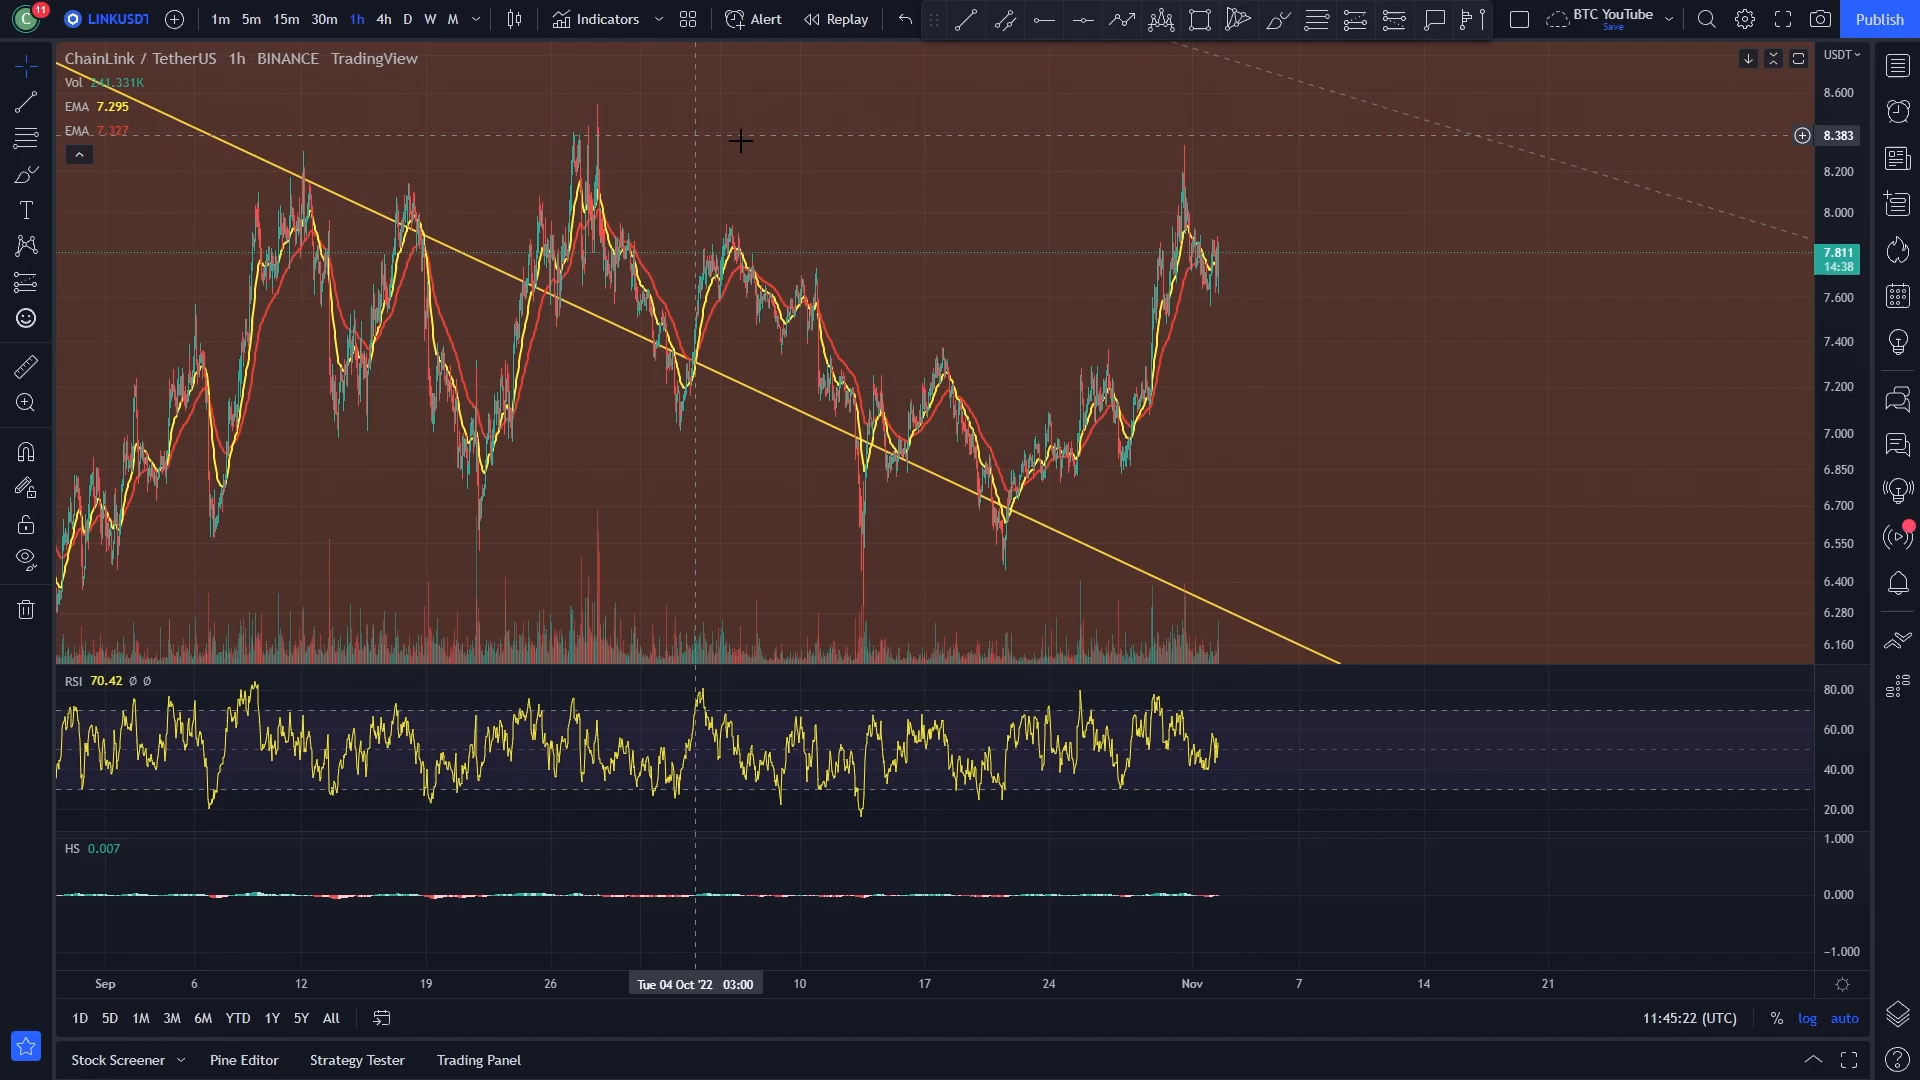 C 11 LINKUSDT 1m 5m 15m 30m 1h 4h D W M Indicators Alert Replay BTC YouTube Save Publish
ChainLink / TetherUS 1h BINANCE TradingView
USDT
Vol 241.331K
EMA 7.295
EMA 7.327
8.600
8.383
8.200
8.000
7.811
14:38
7.600
7.400
7.200
7.000
6.850
6.700
6.550
6.400
6.280
6.160
RSI 70.42 Ø Ø
80.00
60.00
40.00
20.00
HS 0.007
1.000
0.000
−1.000
Sep 6 12 19 26 Tue 04 Oct '22 03:00 10 17 24 Nov 7 14 21
1D 5D 1M 3M 6M YTD 1Y 5Y All 11:45:22 (UTC) % log auto
Stock Screener Pine Editor Strategy Tester Trading Panel